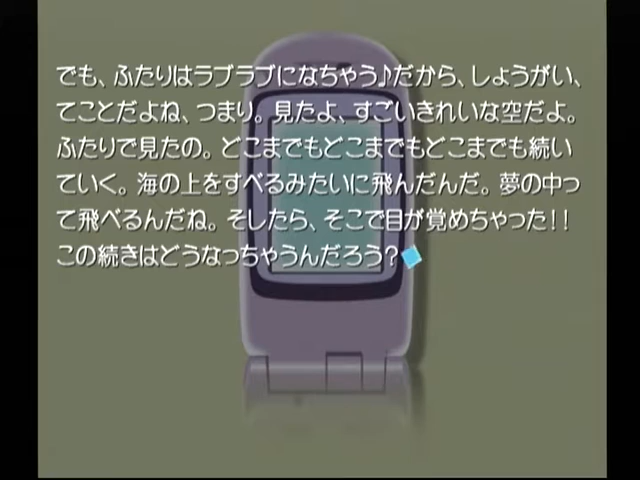 でも、ふたりはラブラブになちゃう♪だから、しょうがい、
てことだよね、つまり。見たよ、すごいきれいな空だよ。
ふたりで見たの。どこまでもどこまでもどこまでも続い
ていく。海の上をすべるみたいに飛んだんだ。夢の中っ
て飛べるんだね。そしたら、そこで目が覚めちゃった!!
この続きはどうなっちゃうんだろう?